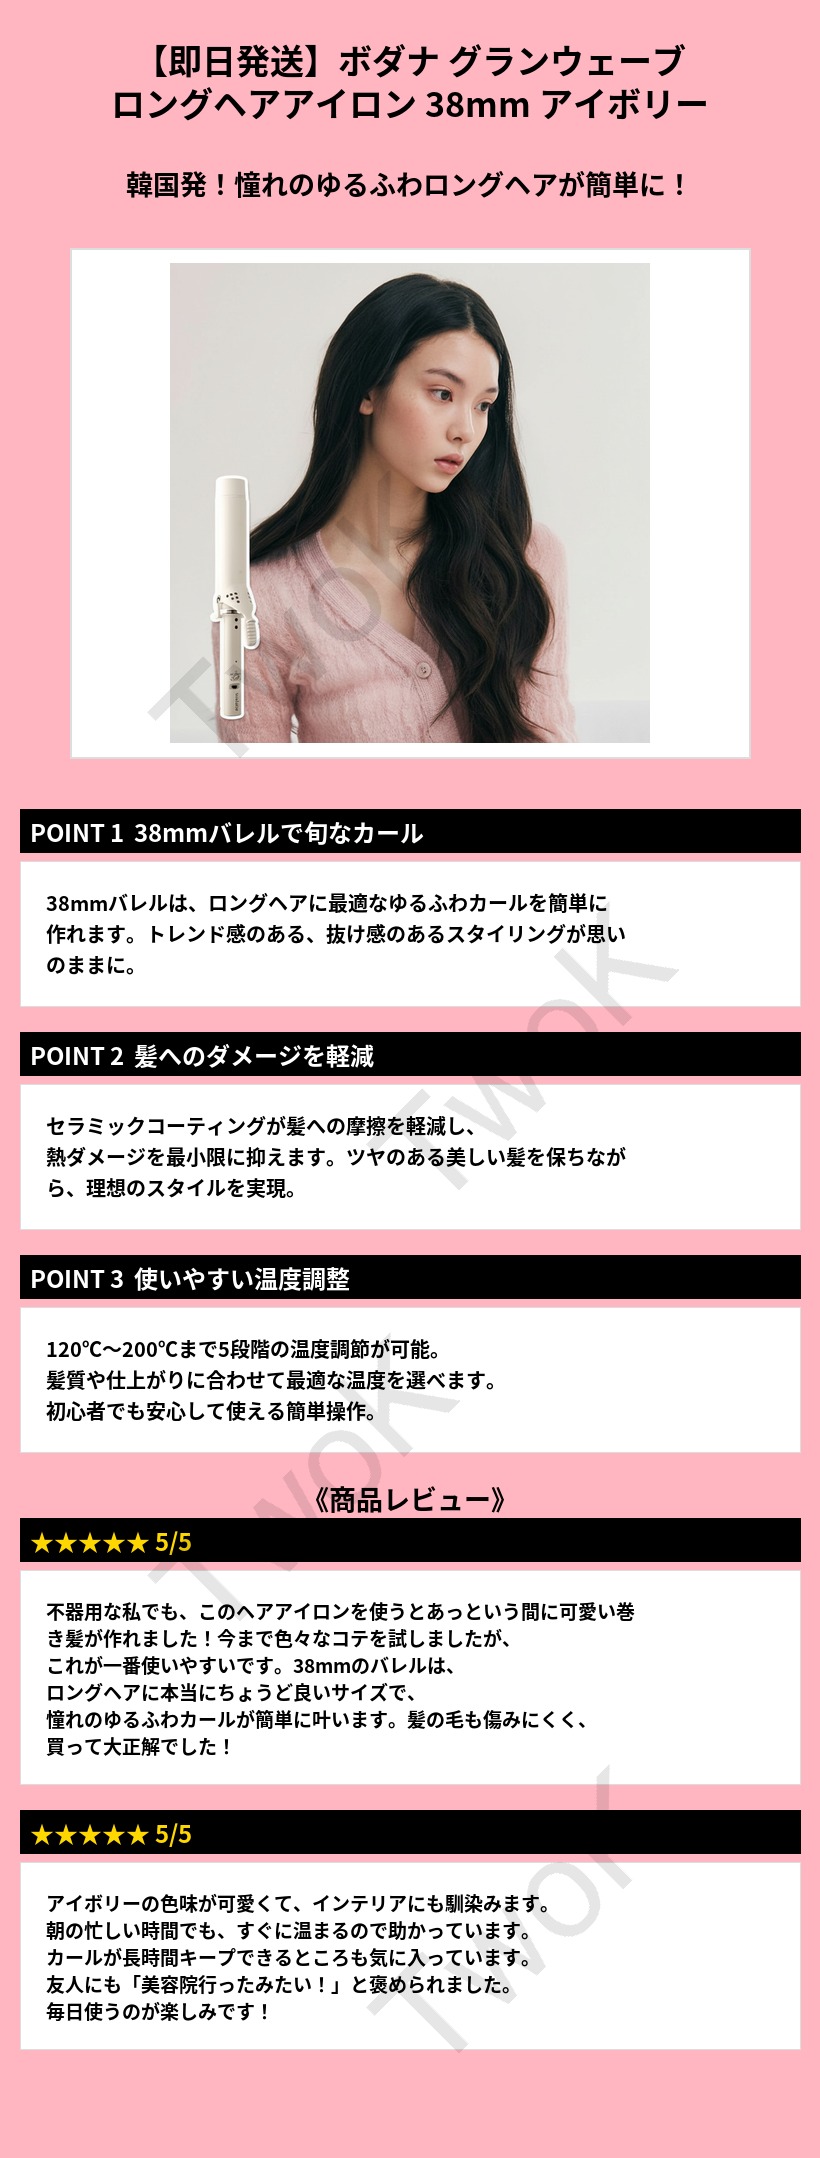 【即日発送】ボダナ グランウェーブ
ロングヘアアイロン 38mm アイボリー
韓国発！憧れのゆるふわロングヘアが簡単に！
TwoK
POINT 1 38mmバレルで旬なカール
38mmバレルは、ロングヘアに最適なゆるふわカールを簡単に
作れます。トレンド感のある、抜け感のあるスタイリングが思い
のままに。
TwoK
POINT 2 髪へのダメージを軽減
セラミックコーティングが髪への摩擦を軽減し、
熱ダメージを最小限に抑えます。ツヤのある美しい髪を保ちなが
ら、理想のスタイルを実現。
POINT 3 使いやすい温度調整
120℃〜200℃まで5段階の温度調節が可能。
髪質や仕上がりに合わせて最適な温度を選べます。
初心者でも安心して使える簡単操作。
TwoK
《商品レビュー》
★★★★★ 5/5
不器用な私でも、このヘアアイロンを使うとあっという間に可愛い巻
き髪が作れました！今まで色々なコテを試しましたが、
これが一番使いやすいです。38mmのバレルは、
ロングヘアに本当にちょうど良いサイズで、
憧れのゆるふわカールが簡単に叶います。髪の毛も傷みにくく、
買って大正解でした！
★★★★★ 5/5
TwoK
アイボリーの色味が可愛くて、インテリアにも馴染みます。
朝の忙しい時間でも、すぐに温まるので助かっています。
カールが長時間キープできるところも気に入っています。
友人にも「美容院行ったみたい！」と褒められました。
毎日使うのが楽しみです！